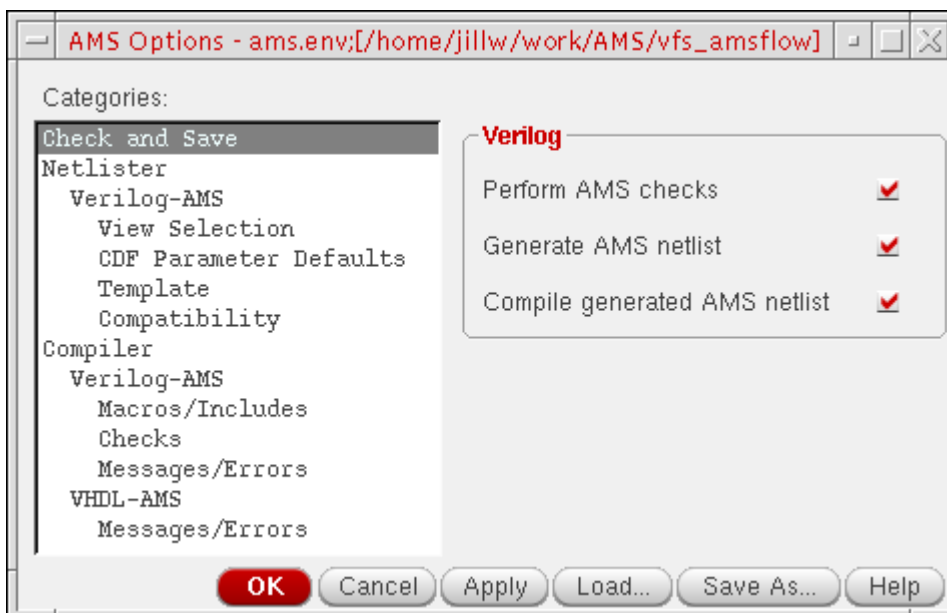 AMS Options - ams.env;[/home/jillw/work/AMS/vfs_amsflow]
Categories:
Check and Save
Netlister
Verilog-AMS
View Selection
CDF Parameter Defaults
Template
Compatibility
Compiler
Verilog-AMS
Macros/Includes
Checks
Messages/Errors
VHDL-AMS
Messages/Errors
Verilog
Perform AMS checks
Generate AMS netlist
Compile generated AMS netlist
OK Cancel Apply Load... Save As... Help